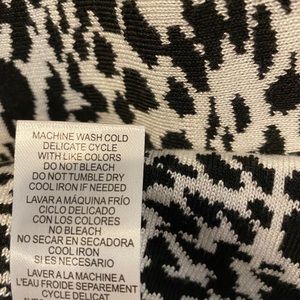 MACHINE WASH COLD
DELICATE CYCLE
WITH LIKE COLORS
DO NOT BLEACH
DO NOT TUMBLE DRY
COOL IRON IF NEEDED
LAVAR A MÁQUINA FRÍO
CICLO DELICADO
CON LOS COLORES
NO BLEACH
NO SECAR EN SECADORA
COOL IRON
SI ES NECESARIO
LAVER A LA MACHINE A
L'EAU FROIDE SEPAREMENT
CYCLE DELICAT